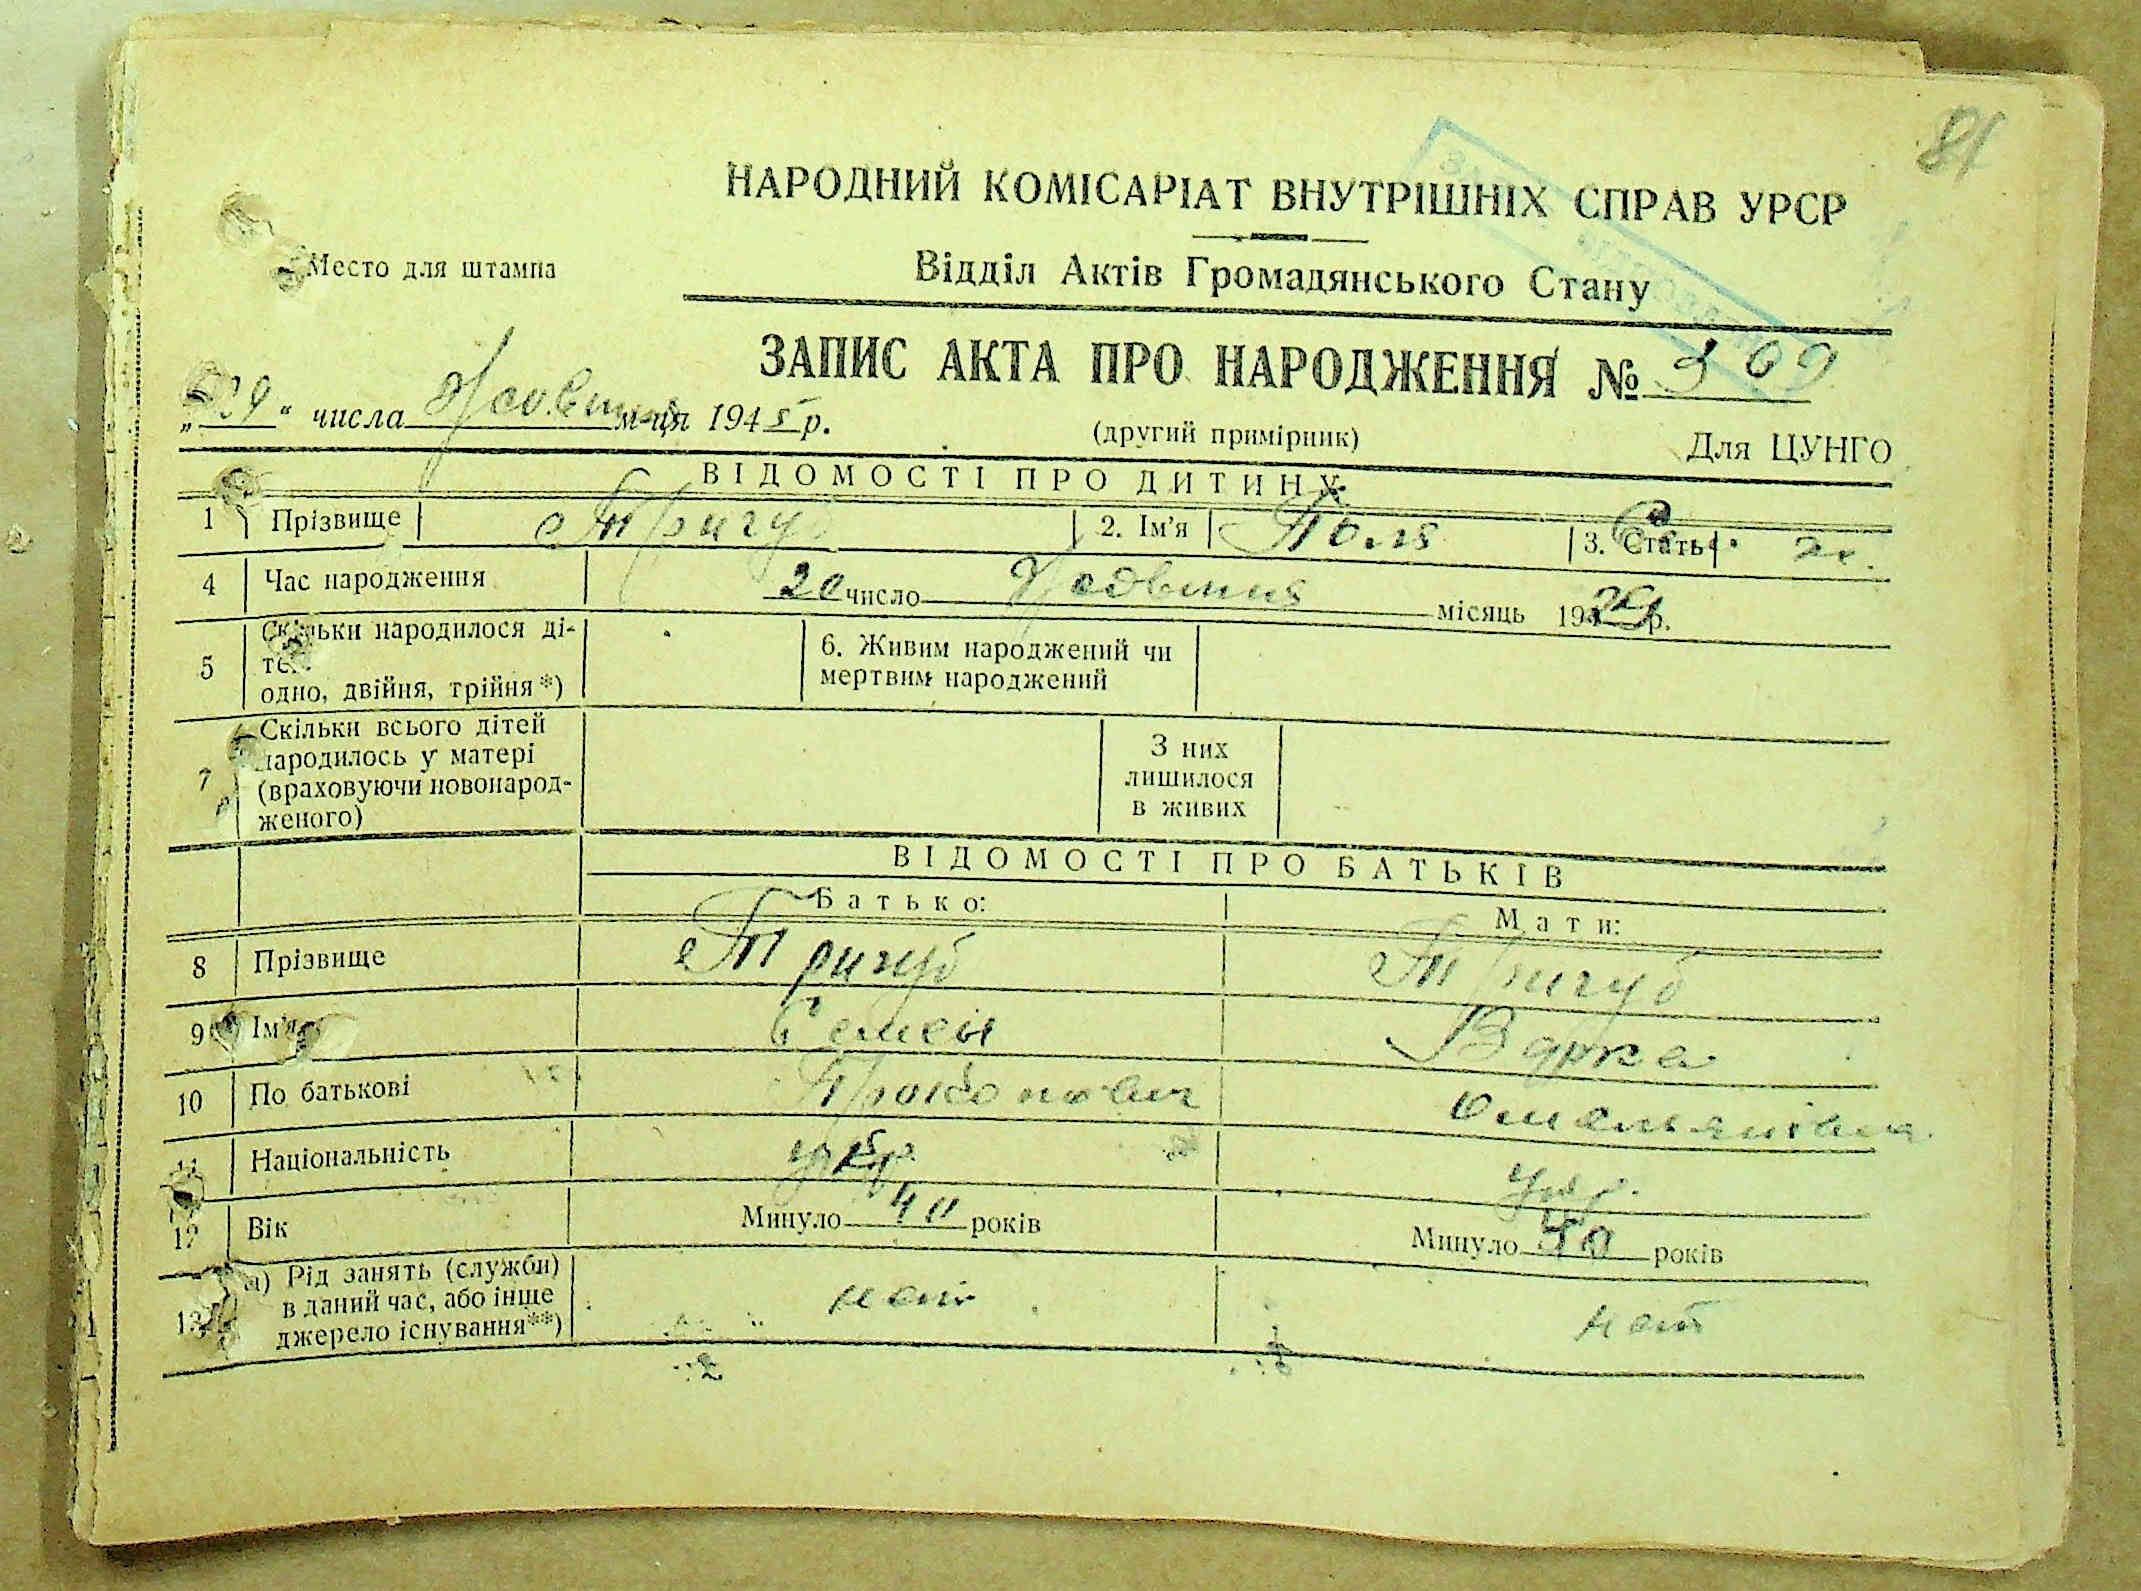 81
НАРОДНИЙ КОМІСАРІАТ ВНУТРІШНІХ СПРАВ УРСР
Место для штампа
Відділ Актів Громадянського Стану
ЗАПИС АКТА ПРО НАРОДЖЕННЯ № 309
„ “ числа Жовтня м-ця 1945 р.
(другий примірник) Для ЦУНГО
ВІДОМОСТІ ПРО ДИТИНУ
1 Прізвище Тригуб 2. Ім'я Поля 3. Стать
4 Час народження 20 число Жовтня місяць 1929 р.
5 Скільки народилося дітей: одно, двійня, трійня*) 6. Живим народжений чи мертвим народжений
7 Скільки всього дітей народилось у матері (враховуючи новонародженого) З них лишилося в живих
ВІДОМОСТІ ПРО БАТЬКІВ
Батько: Мати:
8 Прізвище Тригуб Тригуб
9 Ім'я Семен Варка
10 По батькові Прокопович Омельянівна
11 Національність укр. укр.
12 Вік Минуло 40 років Минуло 40 років
13 а) Рід занять (служби) в даний час, або інше джерело існування**)